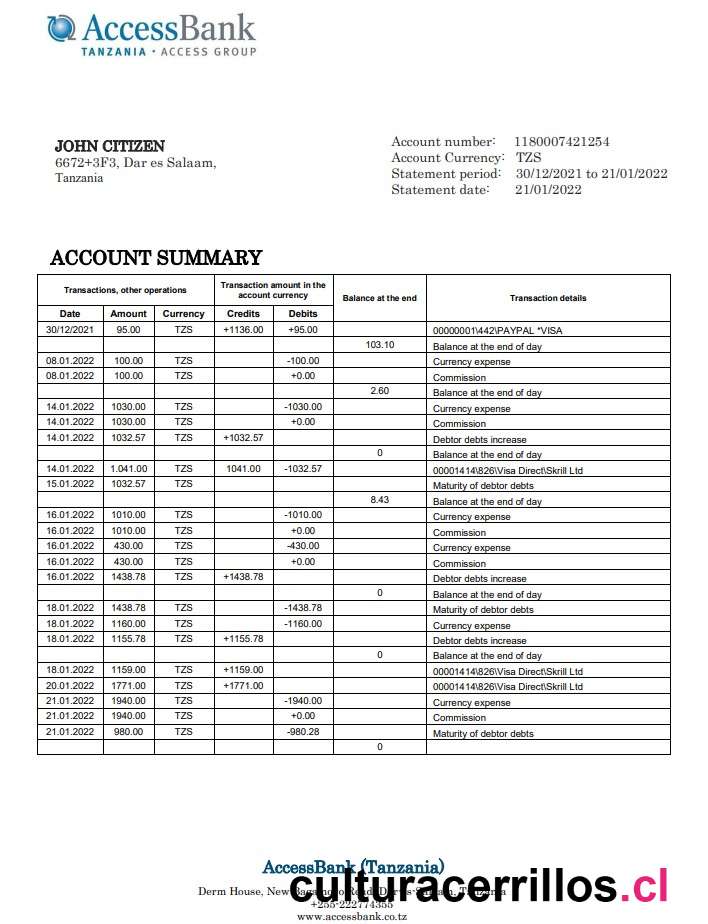 AccessBank
TANZANIA • ACCESS GROUP
JOHN CITIZEN
6672+3F3, Dar es Salaam,
Tanzania
Account number: 1180007421254
Account Currency: TZS
Statement period: 30/12/2021 to 21/01/2022
Statement date: 21/01/2022
ACCOUNT SUMMARY
Transactions, other operations Transaction amount in the account currency Balance at the end Transaction details
Date Amount Currency Credits Debits
30/12/2021 95.00 TZS +1136.00 +95.00 00000001\442\PAYPAL *VISA
103.10 Balance at the end of day
08.01.2022 100.00 TZS -100.00 Currency expense
08.01.2022 100.00 TZS +0.00 Commission
2.60 Balance at the end of day
14.01.2022 1030.00 TZS -1030.00 Currency expense
14.01.2022 1030.00 TZS +0.00 Commission
14.01.2022 1032.57 TZS +1032.57 Debtor debts increase
0 Balance at the end of day
14.01.2022 1.041.00 TZS 1041.00 -1032.57 00001414\826\Visa Direct\Skrill Ltd
15.01.2022 1032.57 TZS Maturity of debtor debts
8.43 Balance at the end of day
16.01.2022 1010.00 TZS -1010.00 Currency expense
16.01.2022 1010.00 TZS +0.00 Commission
16.01.2022 430.00 TZS -430.00 Currency expense
16.01.2022 430.00 TZS +0.00 Commission
16.01.2022 1438.78 TZS +1438.78 Debtor debts increase
0 Balance at the end of day
18.01.2022 1438.78 TZS -1438.78 Maturity of debtor debts
18.01.2022 1160.00 TZS -1160.00 Currency expense
18.01.2022 1155.78 TZS +1155.78 Debtor debts increase
0 Balance at the end of day
18.01.2022 1159.00 TZS +1159.00 00001414\826\Visa Direct\Skrill Ltd
20.01.2022 1771.00 TZS +1771.00 00001414\826\Visa Direct\Skrill Ltd
21.01.2022 1940.00 TZS -1940.00 Currency expense
21.01.2022 1940.00 TZS +0.00 Commission
21.01.2022 980.00 TZS -980.28 Maturity of debtor debts
0
AccessBank (Tanzania)
Derm House, New
culturacerrillos.cl
+255-222774355
www.accessbank.co.tz